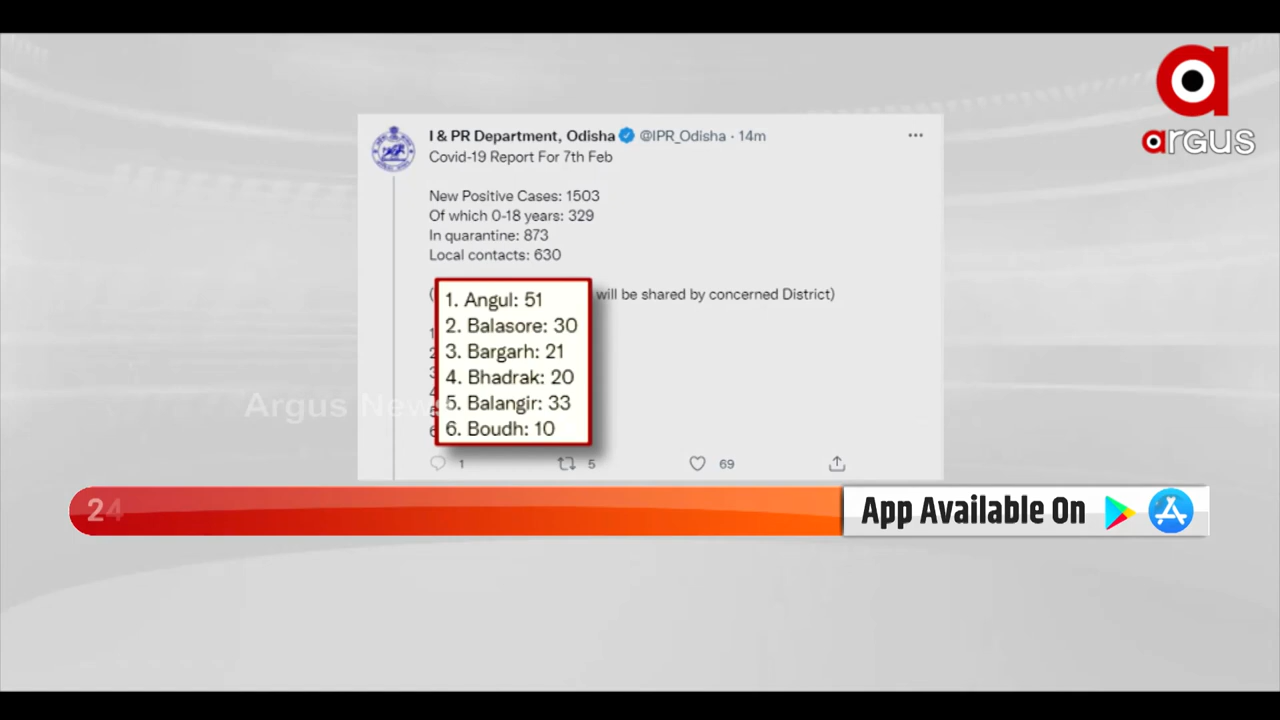 argus
I & PR Department, Odisha @IPR_Odisha · 14m
Covid-19 Report For 7th Feb
New Positive Cases: 1503
Of which 0-18 years: 329
In quarantine: 873
Local contacts: 630
( will be shared by concerned District)
1. Angul: 51
2. Balasore: 30
3. Bargarh: 21
4. Bhadrak: 20
5. Balangir: 33
6. Boudh: 10
Argus News
1 5 69
24
App Available On